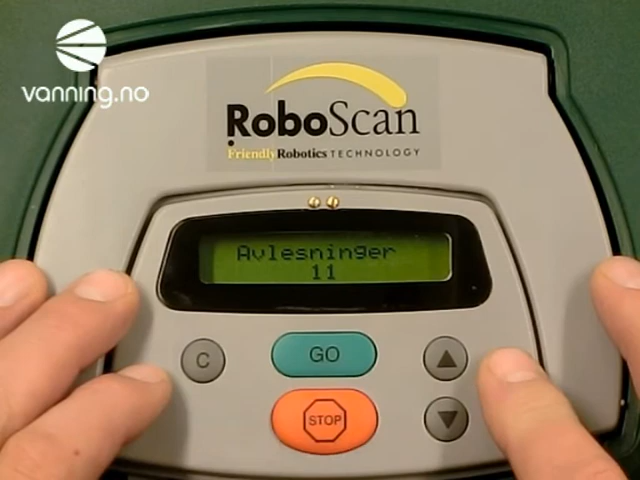 vanning.no
RoboScan
Friendly Robotics TECHNOLOGY
Avlesninger
11
C
GO
STOP